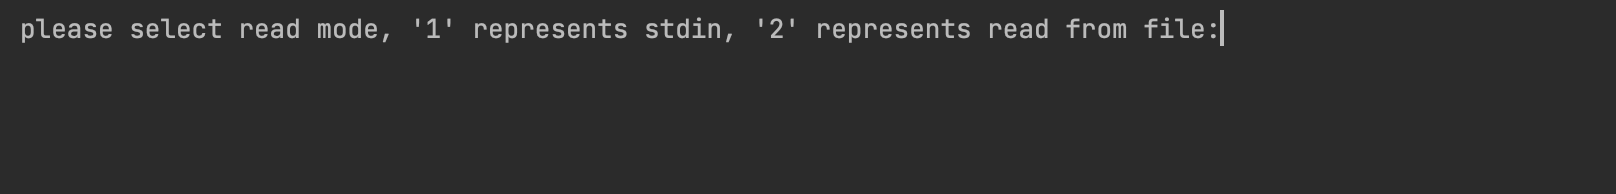 please select read mode, '1' represents stdin, '2' represents read from file: